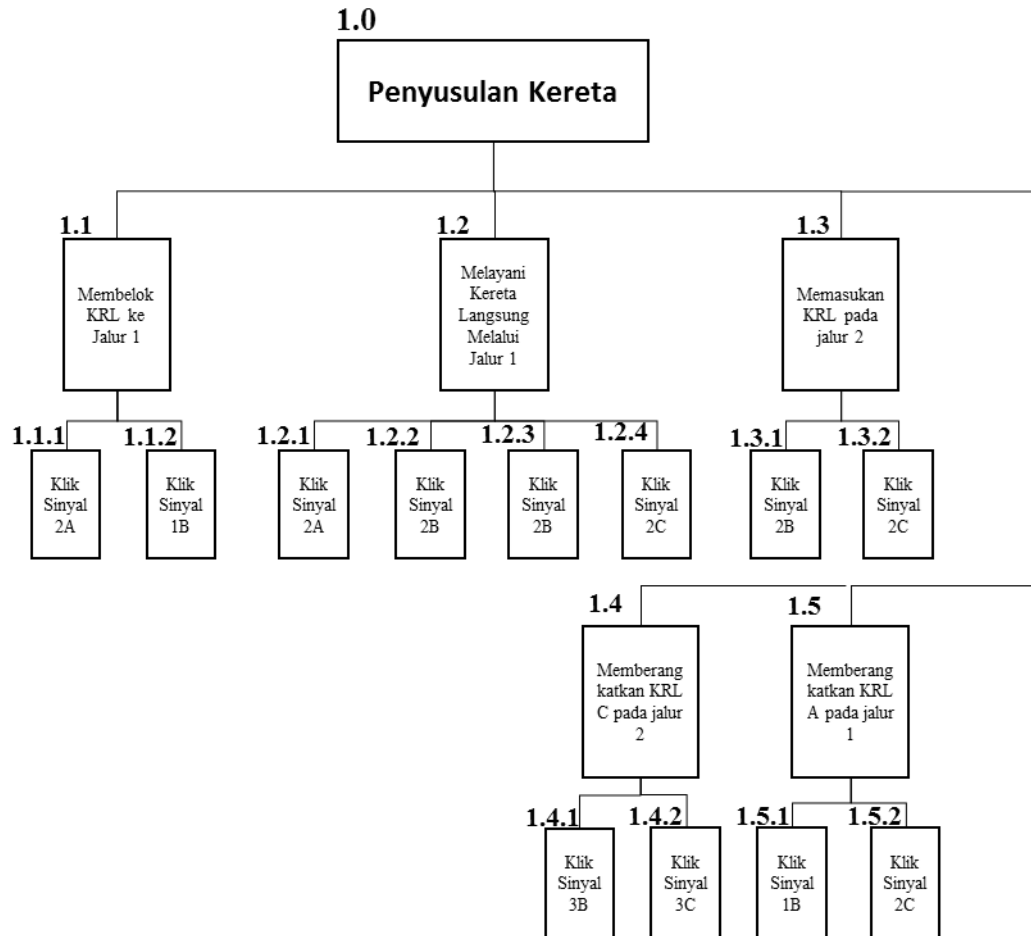 1.0
Penyusulan Kereta
1.1
Membelok
KRL ke
Jalur 1
1.2
Melayani
Kereta
Langsung
Melalui
Jalur 1
1.3
Memasukan
KRL pada
jalur 2
1.1.1
Klik
Sinyal
2A
1.1.2
Klik
Sinyal
1B
1.2.1
Klik
Sinyal
2A
1.2.2
Klik
Sinyal
2B
1.2.3
Klik
Sinyal
2B
1.2.4
Klik
Sinyal
2C
1.3.1
Klik
Sinyal
2B
1.3.2
Klik
Sinyal
2C
1.4
Memberang
katkan KRL
C pada jalur
2
1.5
Memberang
katkan KRL
A pada jalur
1
1.4.1
Klik
Sinyal
3B
1.4.2
Klik
Sinyal
3C
1.5.1
Klik
Sinyal
1B
1.5.2
Klik
Sinyal
2C